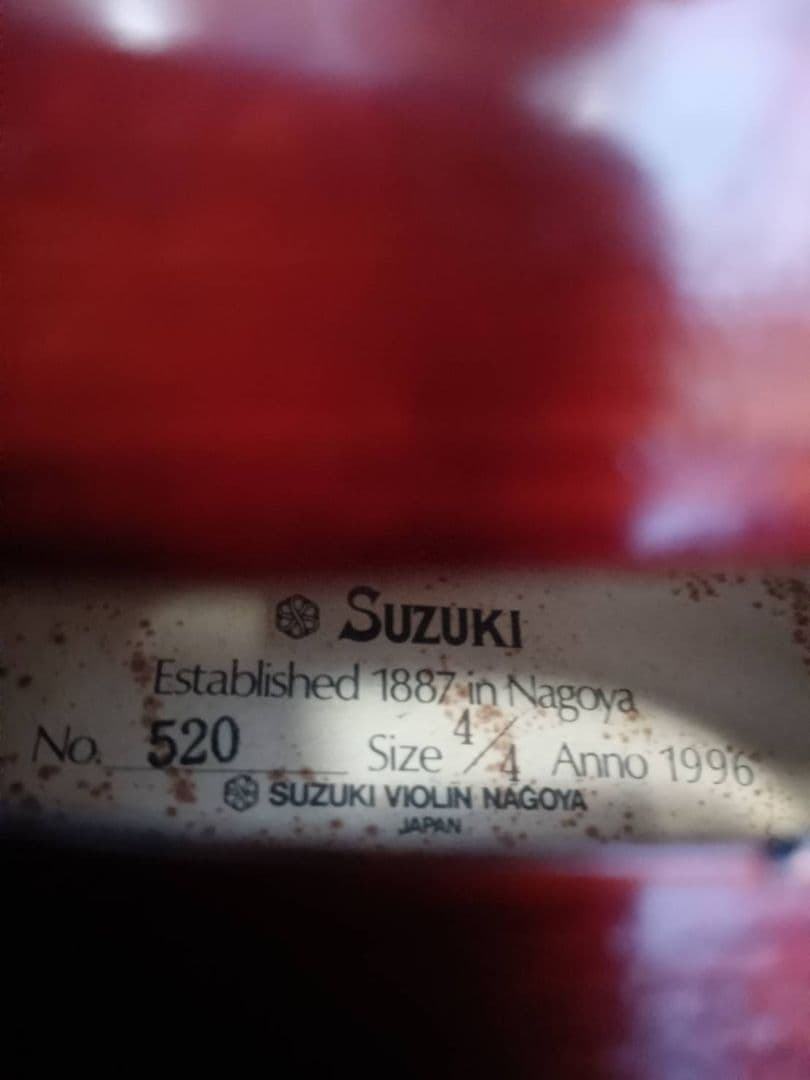 SUZUKI
Established 1887 in Nagoya
No. 520 Size 4/4 Anno 1996
SUZUKI VIOLIN NAGOYA
JAPAN